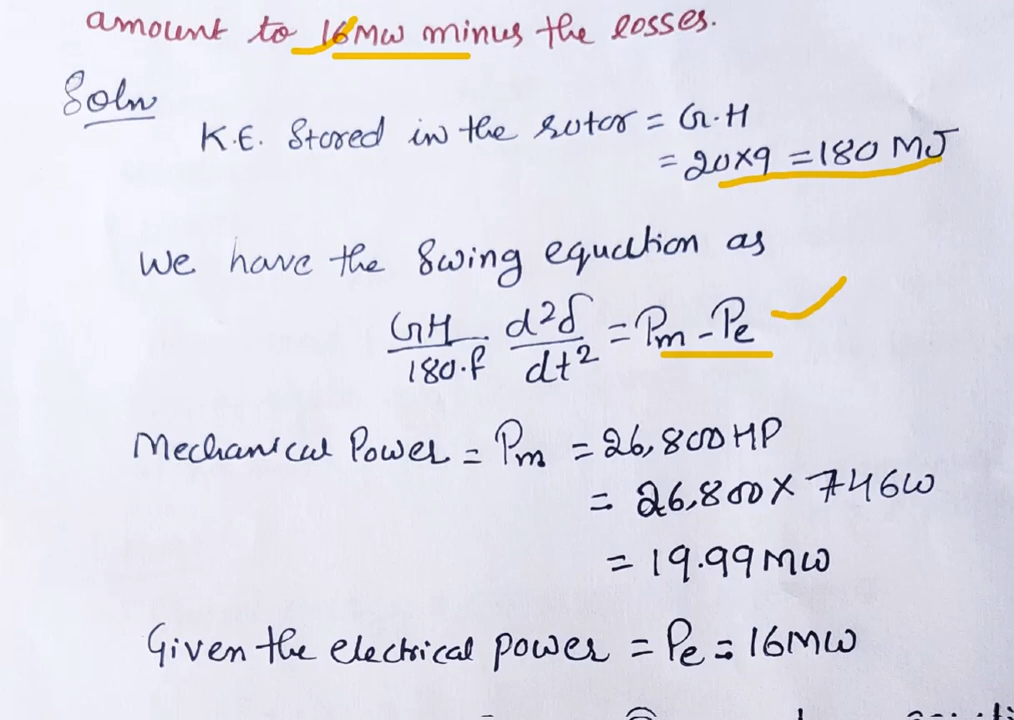 amount to 16MW minus the losses.
Soln
K.E. Stored in the rotor = G.H
= 20×9 = 180 MJ
We have the Swing equation as
GH/180.f d²δ/dt² = Pm - Pe
Mechanical Power = Pm = 26,800 HP
= 26,800 × 746W
= 19.99MW
Given the electrical power = Pe = 16MW